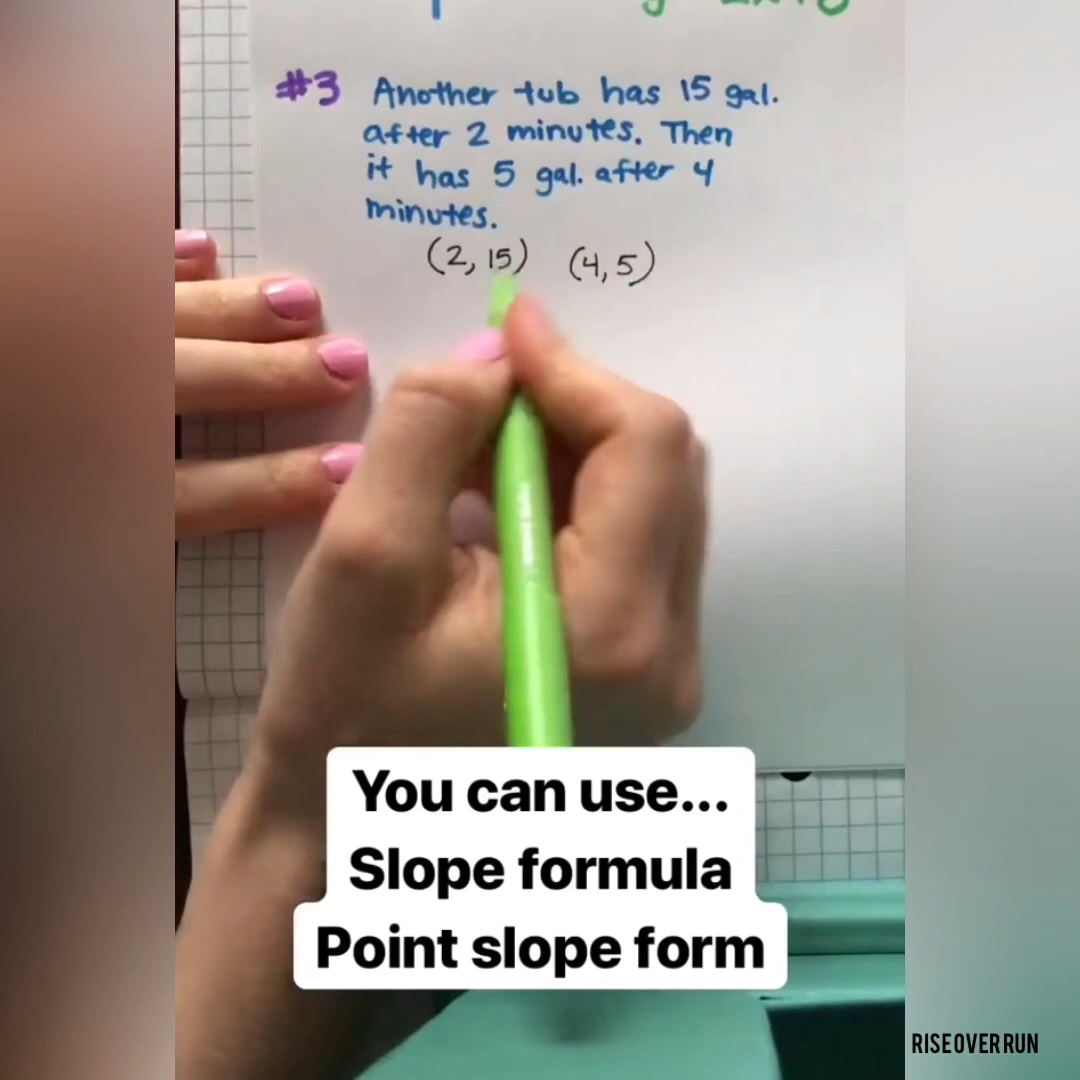 #3 Another tub has 15 gal.
after 2 minutes. Then
it has 5 gal. after 4
minutes.
(2, 15) (4, 5)
You can use...
Slope formula
Point slope form
RISE OVER RUN